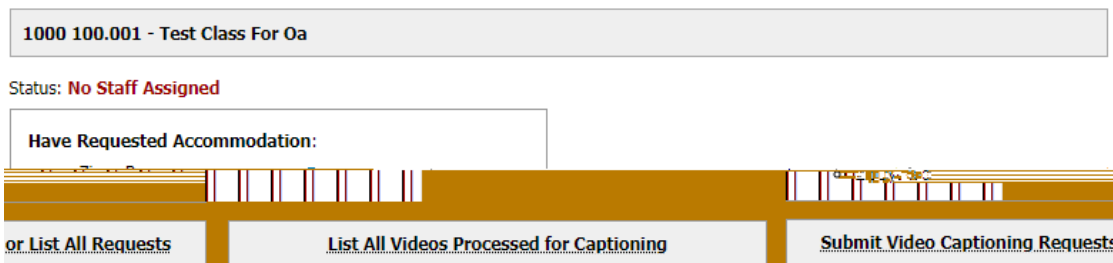 1000 100.001 - Test Class For Oa
Status: No Staff Assigned
Have Requested Accommodation:
or List All Requests
List All Videos Processed for Captioning
Submit Video Captioning Requests